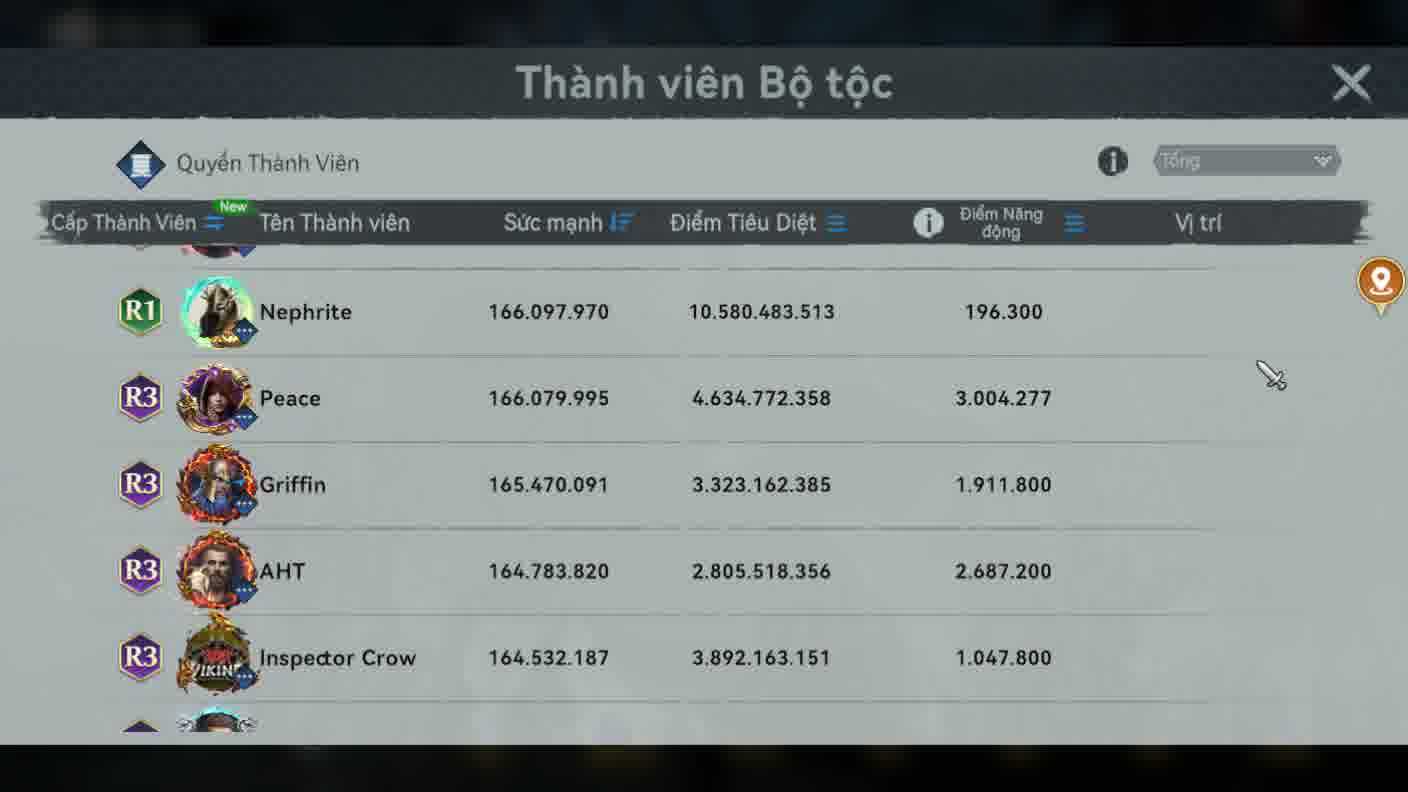 Thành viên Bộ tộc
Quyền Thành Viên
Tổng
New
Cấp Thành Viên Tên Thành viên Sức mạnh Điểm Tiêu Diệt Điểm Năng động Vị trí
R1 Nephrite 166.097.970 10.580.483.513 196.300
R3 Peace 166.079.995 4.634.772.358 3.004.277
R3 Griffin 165.470.091 3.323.162.385 1.911.800
R3 AHT 164.783.820 2.805.518.356 2.687.200
R3 Inspector Crow 164.532.187 3.892.163.151 1.047.800